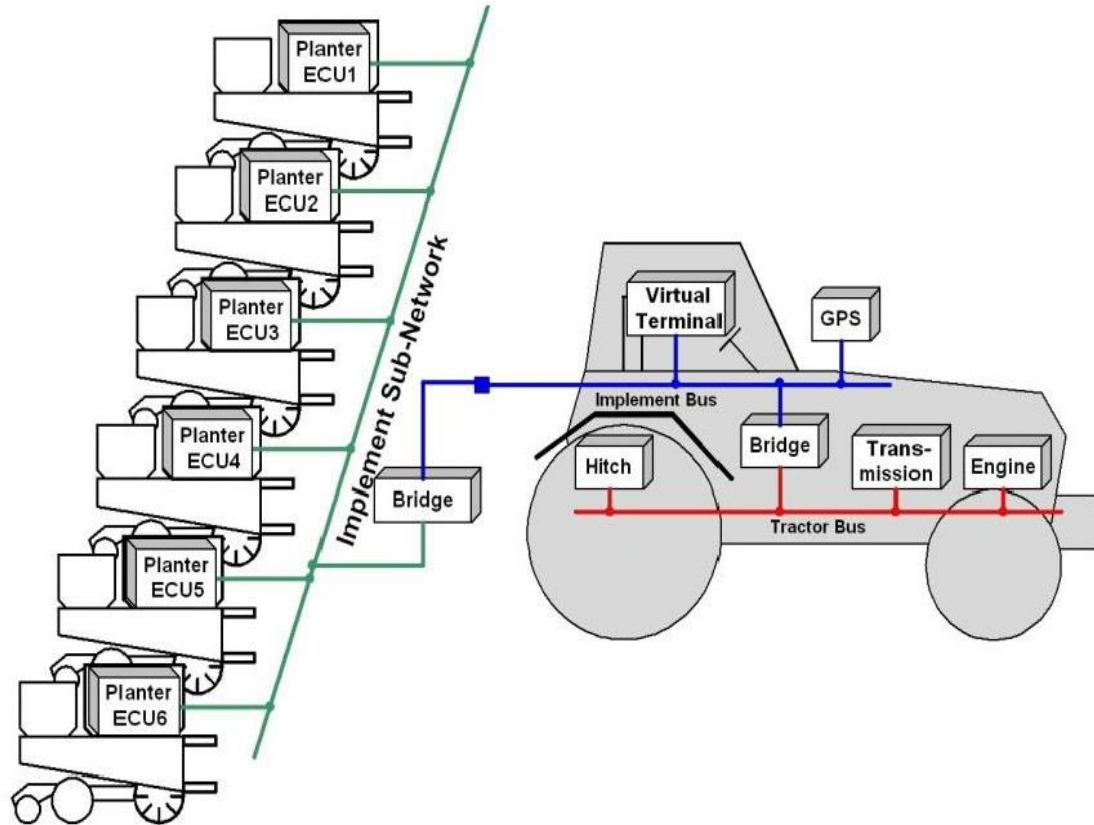 Planter
ECU1
Planter
ECU2
Planter
ECU3
Planter
ECU4
Planter
ECU5
Planter
ECU6
Implement Sub-Network
Bridge
Virtual
Terminal
GPS
Implement Bus
Hitch
Bridge
Trans-
mission
Engine
Tractor Bus